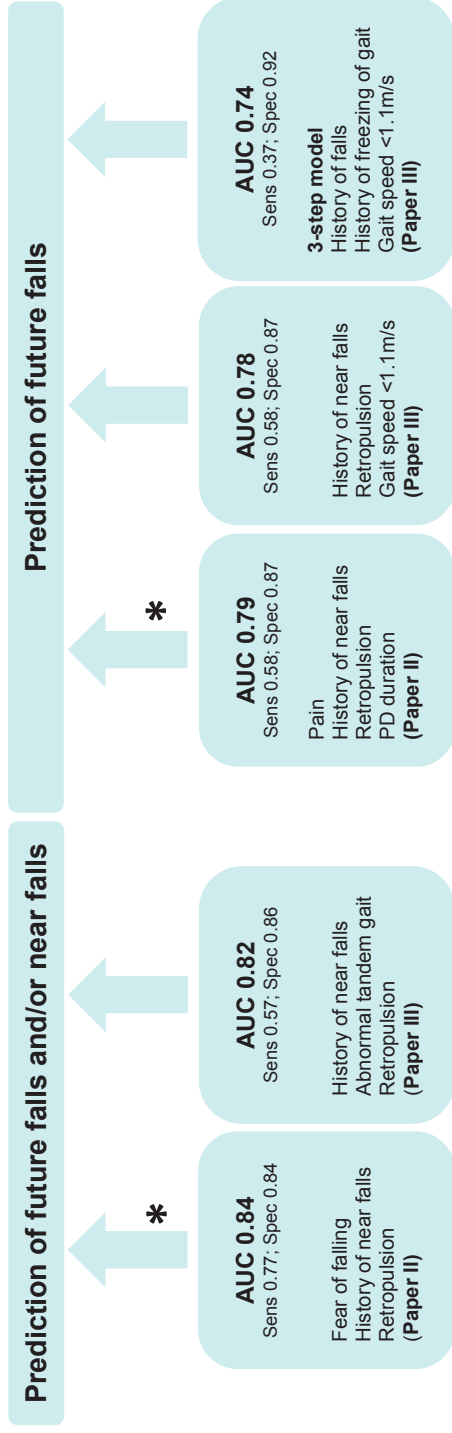 Prediction of future falls and/or near falls
Prediction of future falls
*
*
AUC 0.84
Sens 0.77; Spec 0.84
Fear of falling
History of near falls
Retropulsion
(Paper II)
AUC 0.82
Sens 0.57; Spec 0.86
History of near falls
Abnormal tandem gait
Retropulsion
(Paper III)
AUC 0.79
Sens 0.58; Spec 0.87
Pain
History of near falls
Retropulsion
PD duration
(Paper II)
AUC 0.78
Sens 0.58; Spec 0.87
History of near falls
Retropulsion
Gait speed <1.1m/s
(Paper III)
AUC 0.74
Sens 0.37; Spec 0.92
3-step model
History of falls
History of freezing of gait
Gait speed <1.1m/s
(Paper III)